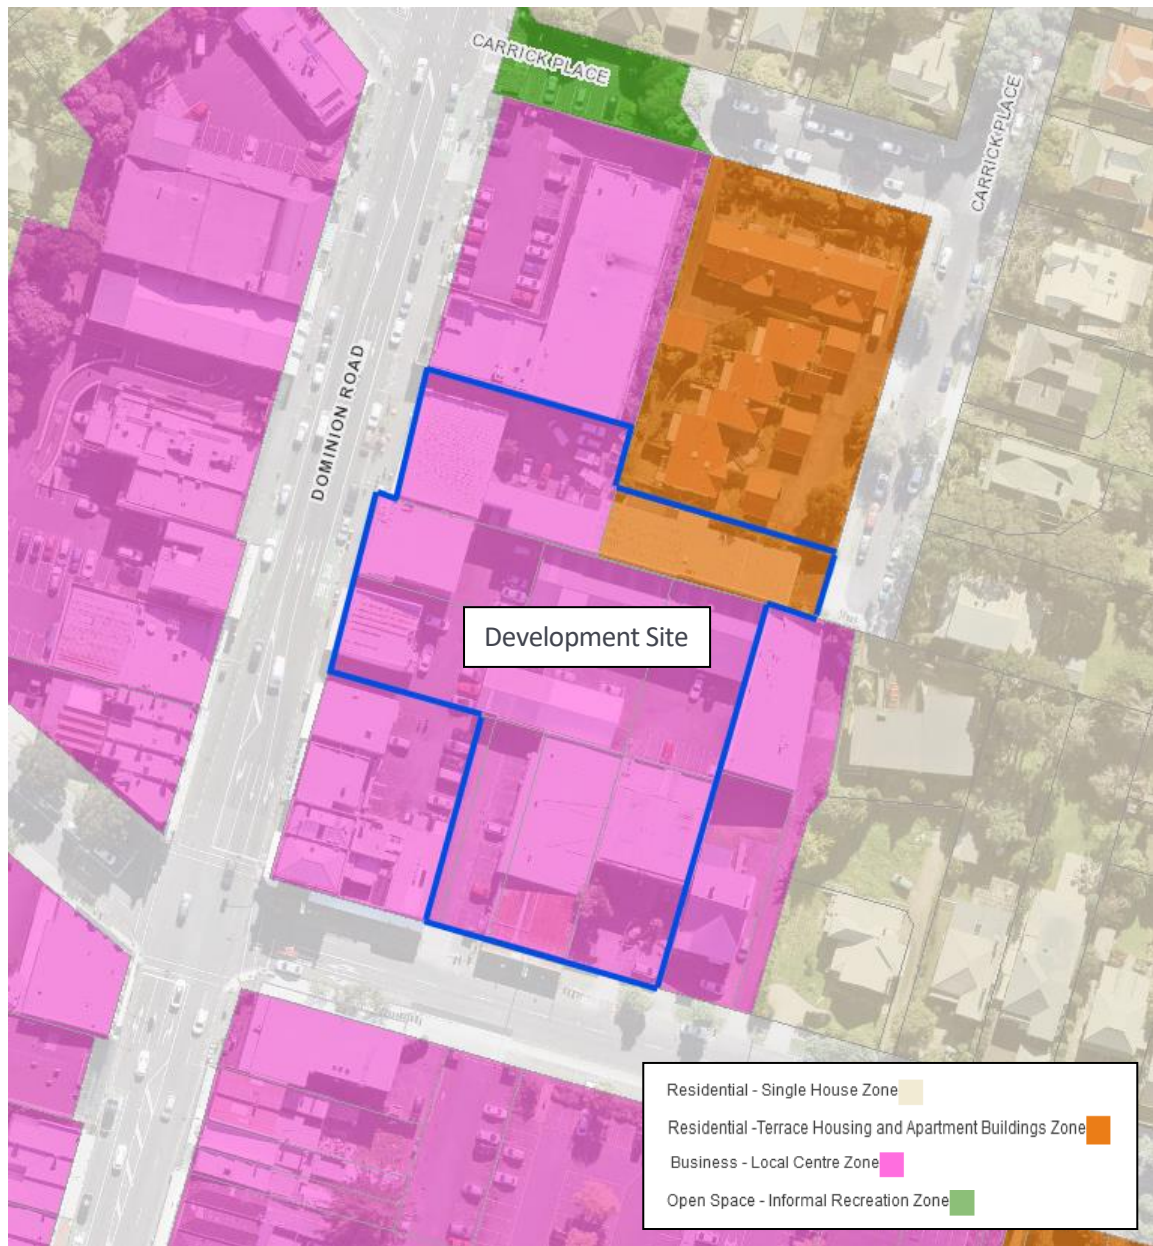 CARRICK PLACE
CARRICK PLACE
DOMINION ROAD
Development Site
Residential - Single House Zone
Residential -Terrace Housing and Apartment Buildings Zone
Business - Local Centre Zone
Open Space - Informal Recreation Zone